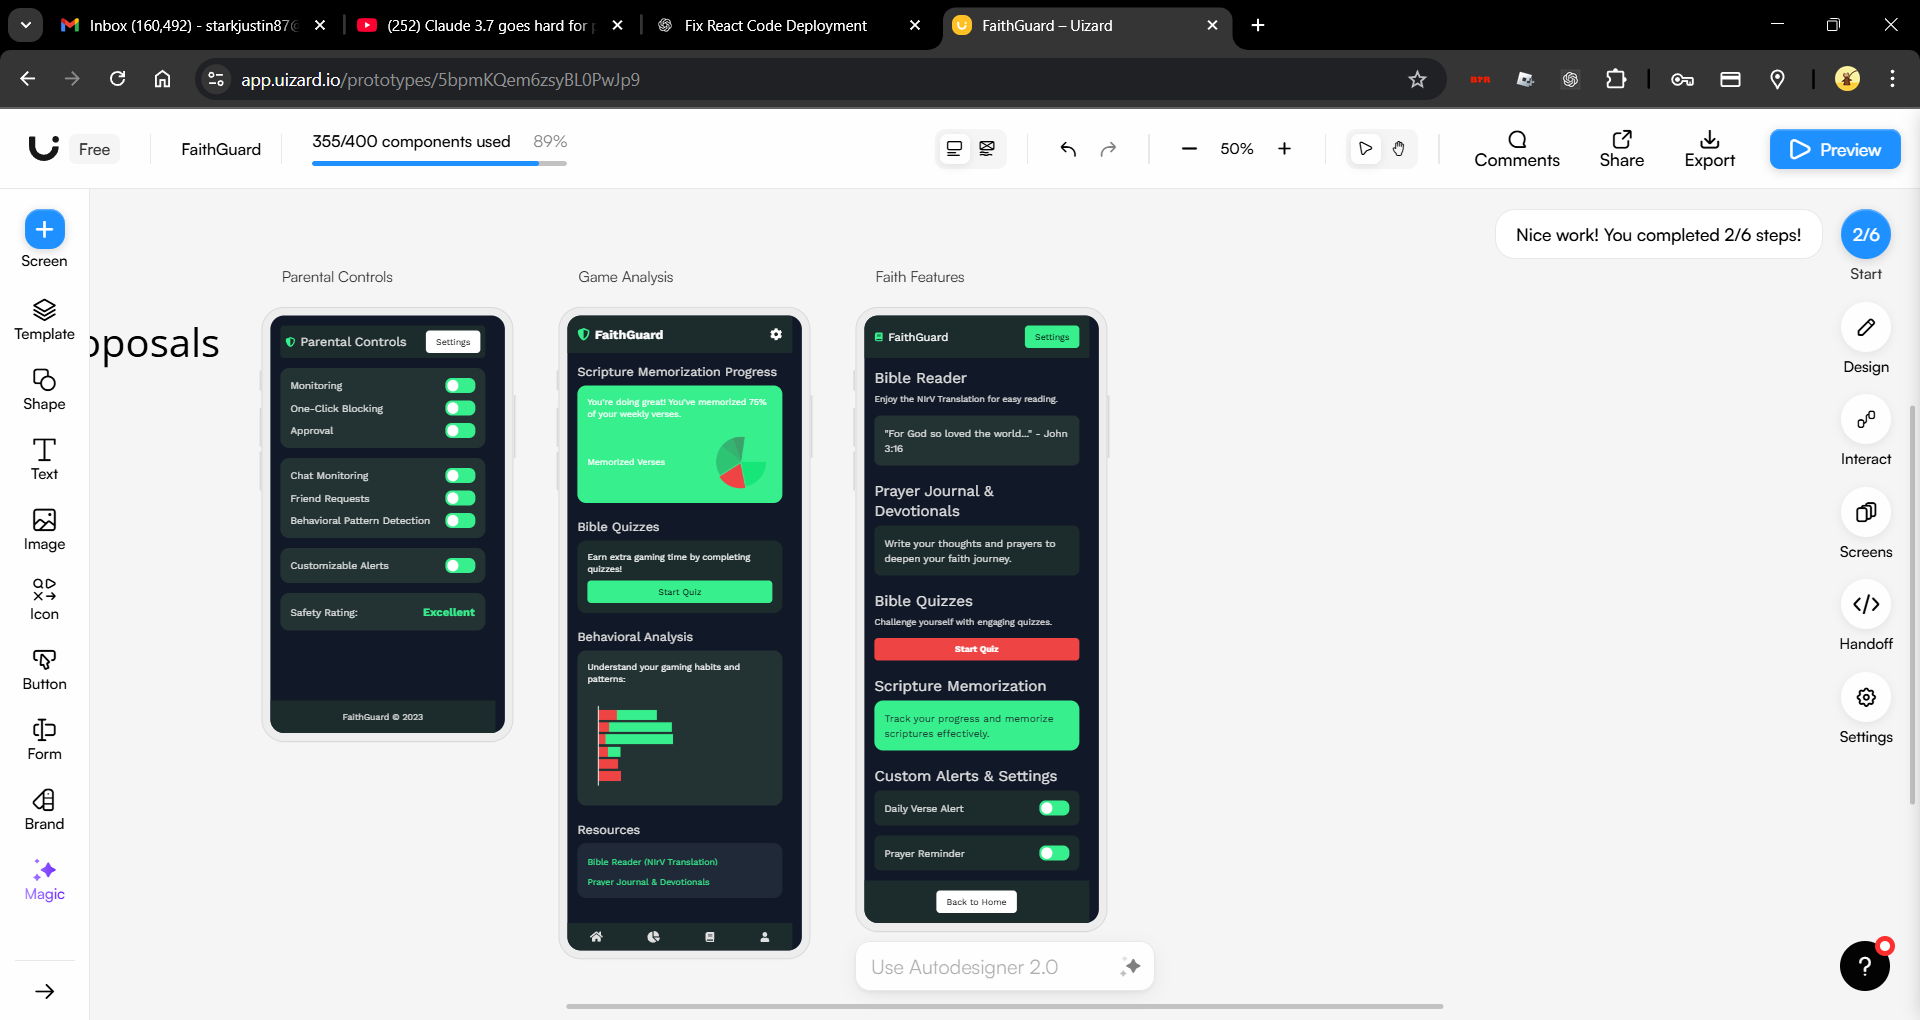 Inbox (160,492) - starkjustin87@
(252) Claude 3.7 goes hard for p
Fix React Code Deployment
FaithGuard – Uizard
app.uizard.io/prototypes/5bpmKQem6zsyBL0PwJp9
Free
FaithGuard
355/400 components used 89%
50%
Comments
Share
Export
Preview
Screen
Template
Shape
Text
Image
Icon
Button
Form
Brand
Magic
Nice work! You completed 2/6 steps!
2/6
Start
Design
Interact
Screens
Handoff
Settings
?
oposals
Parental Controls
Parental Controls
Settings
Monitoring
One-Click Blocking
Approval
Chat Monitoring
Friend Requests
Behavioral Pattern Detection
Customizable Alerts
Safety Rating: Excellent
FaithGuard © 2023
Game Analysis
FaithGuard
Scripture Memorization Progress
You're doing great! You've memorized 75%
of your weekly verses.
Memorized Verses
Bible Quizzes
Earn extra gaming time by completing
quizzes!
Start Quiz
Behavioral Analysis
Understand your gaming habits and
patterns:
Resources
Bible Reader (NIrV Translation)
Prayer Journal & Devotionals
Faith Features
FaithGuard
Settings
Bible Reader
Enjoy the NIrV Translation for easy reading.
"For God so loved the world..." - John
3:16
Prayer Journal &
Devotionals
Write your thoughts and prayers to
deepen your faith journey.
Bible Quizzes
Challenge yourself with engaging quizzes.
Start Quiz
Scripture Memorization
Track your progress and memorize
scriptures effectively.
Custom Alerts & Settings
Daily Verse Alert
Prayer Reminder
Back to Home
Use Autodesigner 2.0